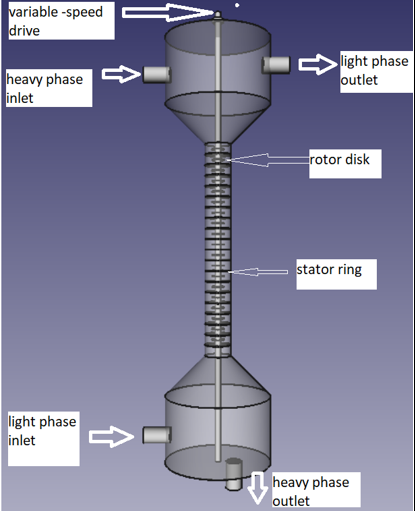 variable -speed
drive
heavy phase
inlet
light phase
outlet
rotor disk
stator ring
light phase
inlet
heavy phase
outlet